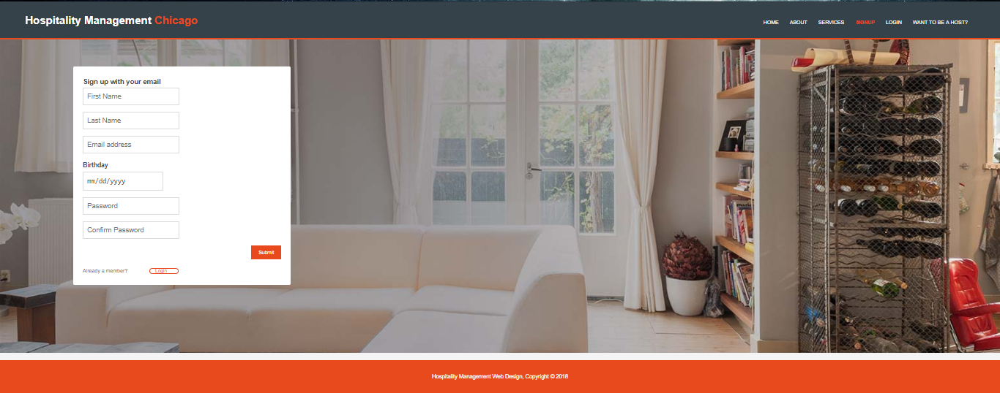 Hospitality Management Chicago
HOME ABOUT SERVICES SIGNUP LOGIN WANT TO BE A HOST?
Sign up with your email
First Name
Last Name
Email address
Birthday
mm/dd/yyyy
Password
Confirm Password
Submit
Already a member? Login
Hospitality Management Web Design, Copyright © 2018